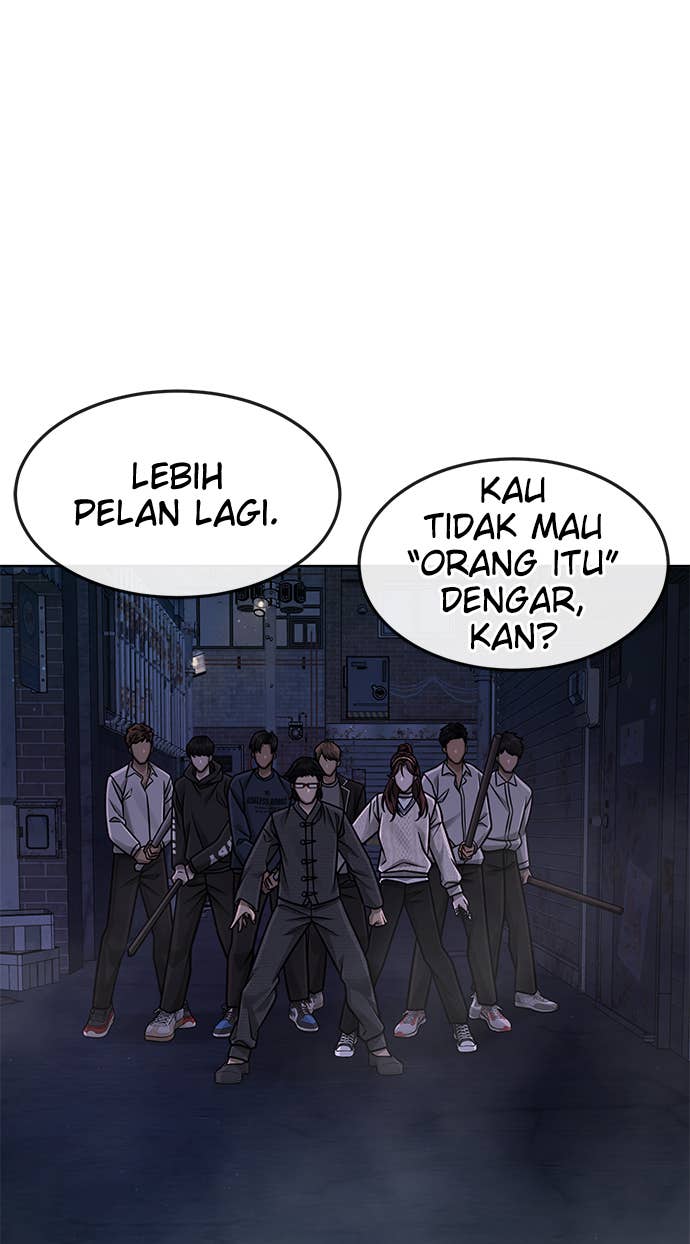 LEBIH
PELAN LAGI.
KAU
TIDAK MAU
“ORANG ITU”
DENGAR,
KAN?